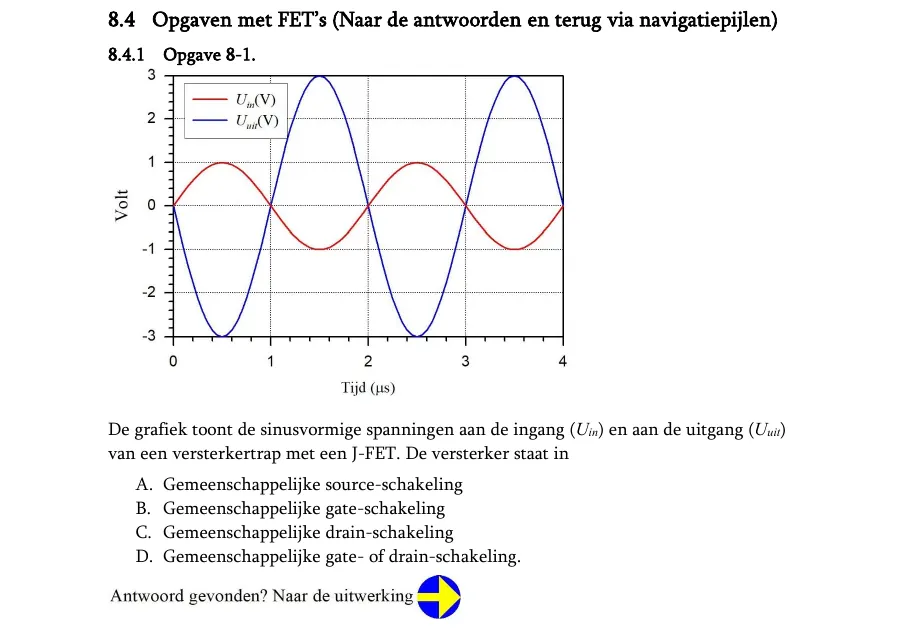 8.4 Opgaven met FET's (Naar de antwoorden en terug via navigatiepijlen)
8.4.1 Opgave 8-1.
3
2
1
0
-1
-2
-3
Volt
Uin(V)
Uuit(V)
0 1 2 3 4
Tijd (µs)
De grafiek toont de sinusvormige spanningen aan de ingang (Uin) en aan de uitgang (Uuit)
van een versterkertrap met een J-FET. De versterker staat in
A. Gemeenschappelijke source-schakeling
B. Gemeenschappelijke gate-schakeling
C. Gemeenschappelijke drain-schakeling
D. Gemeenschappelijke gate- of drain-schakeling.
Antwoord gevonden? Naar de uitwerking